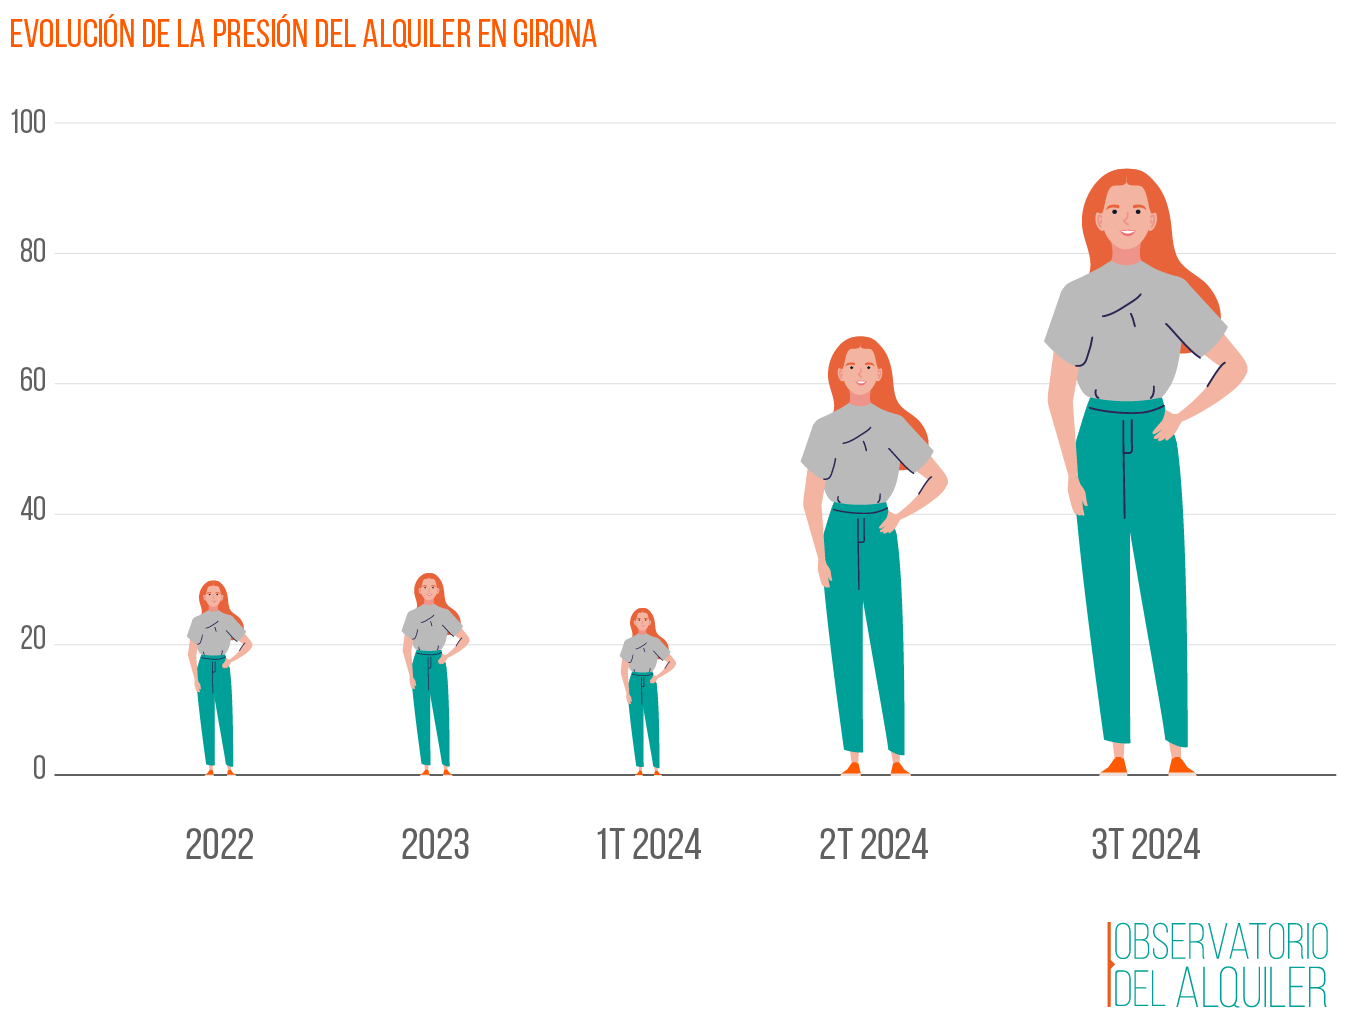 EVOLUCIÓN DE LA PRESIÓN DEL ALQUILER EN GIRONA
100
80
60
40
20
0
2022
2023
1T 2024
2T 2024
3T 2024
OBSERVATORIO
DEL ALQUILER